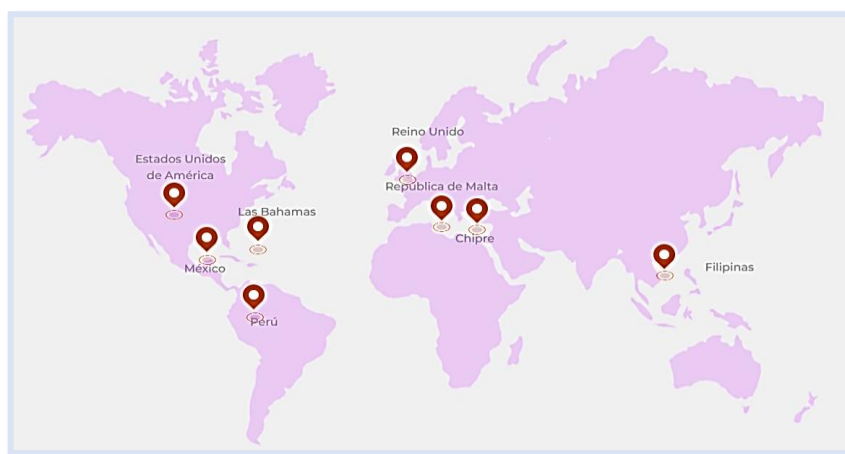 Reino Unido
Estados Unidos
de América
República de Malta
Las Bahamas
Chipre
México
Filipinas
Perú